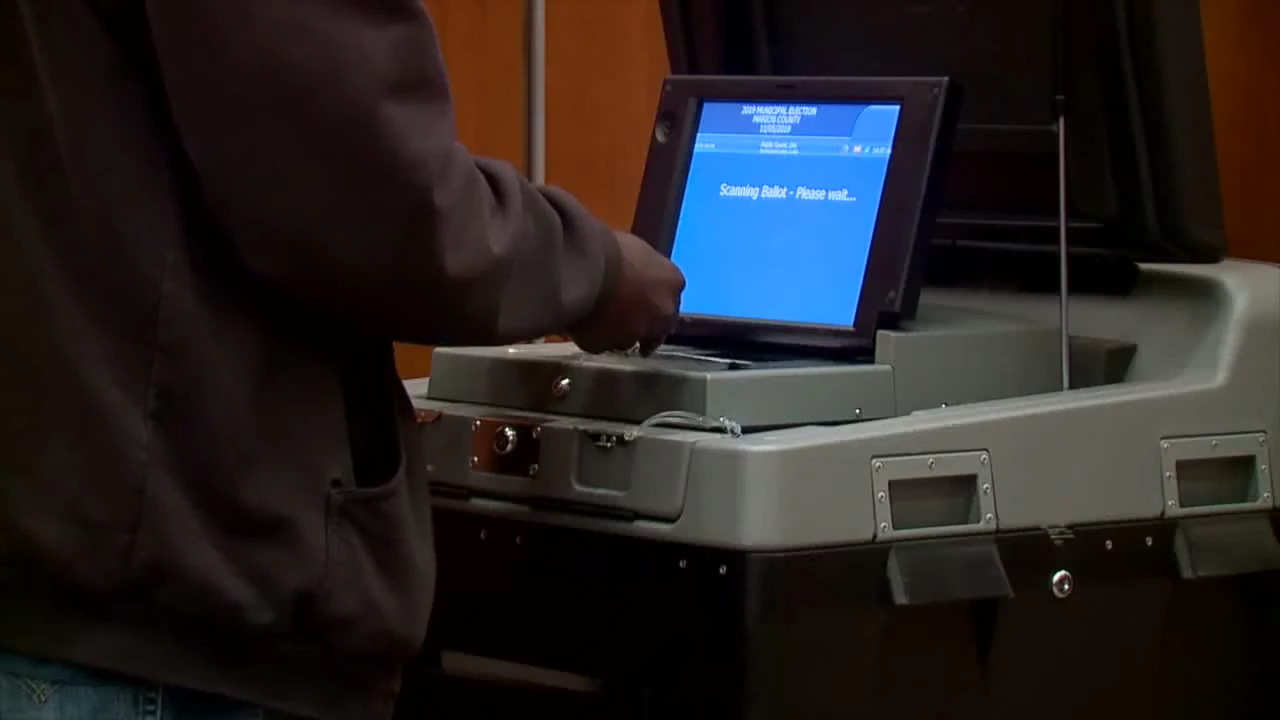 2019 MUNICIPAL ELECTION
MARION COUNTY
11/05/2019
Scanning Ballot - Please wait...